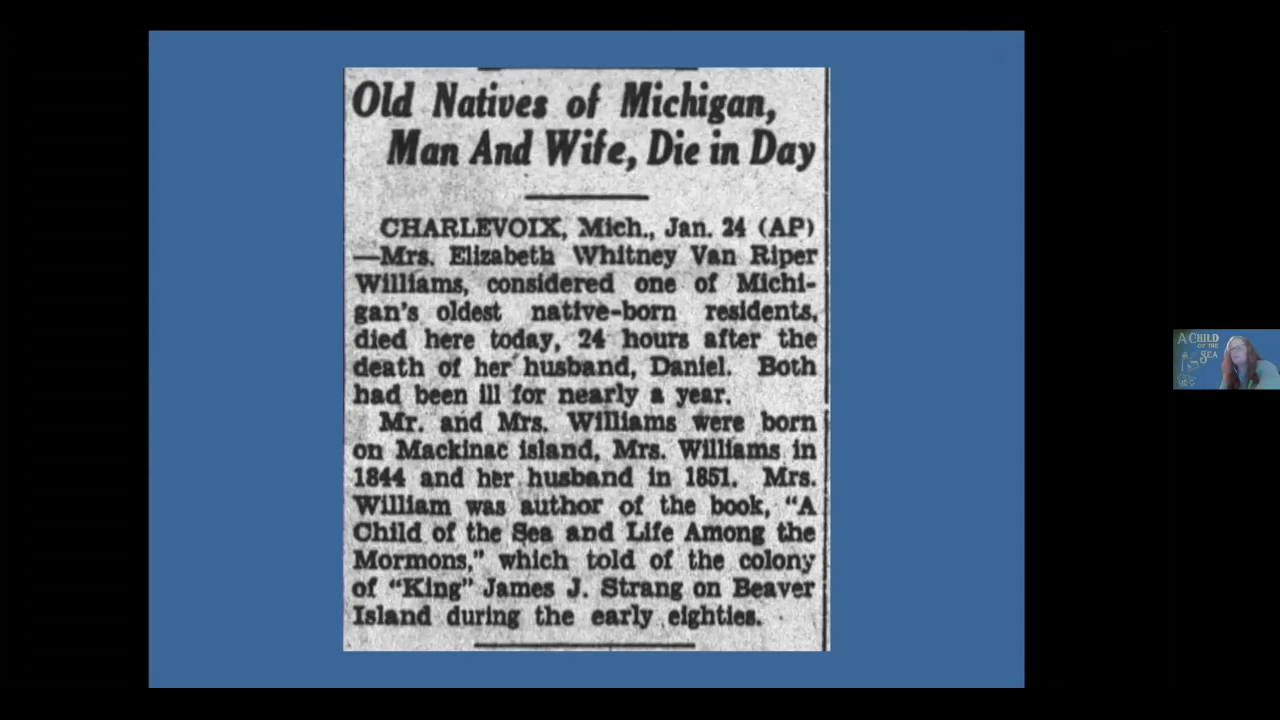 Old Natives of Michigan,
Man And Wife, Die in Day
CHARLEVOIX, Mich., Jan. 24 (AP)
—Mrs. Elizabeth Whitney Van Riper
Williams, considered one of Michi-
gan's oldest native-born residents,
died here today, 24 hours after the
death of her husband, Daniel. Both
had been ill for nearly a year.
Mr. and Mrs. Williams were born
on Mackinac island, Mrs. Williams in
1844 and her husband in 1851. Mrs.
William was author of the book, "A
Child of the Sea and Life Among the
Mormons," which told of the colony
of "King" James J. Strang on Beaver
Island during the early eighties.
A CHILD
OF THE
SEA